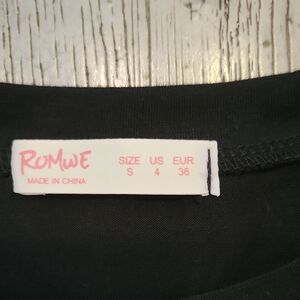 ROMWE
MADE IN CHINA
SIZE US EUR
S 4 36